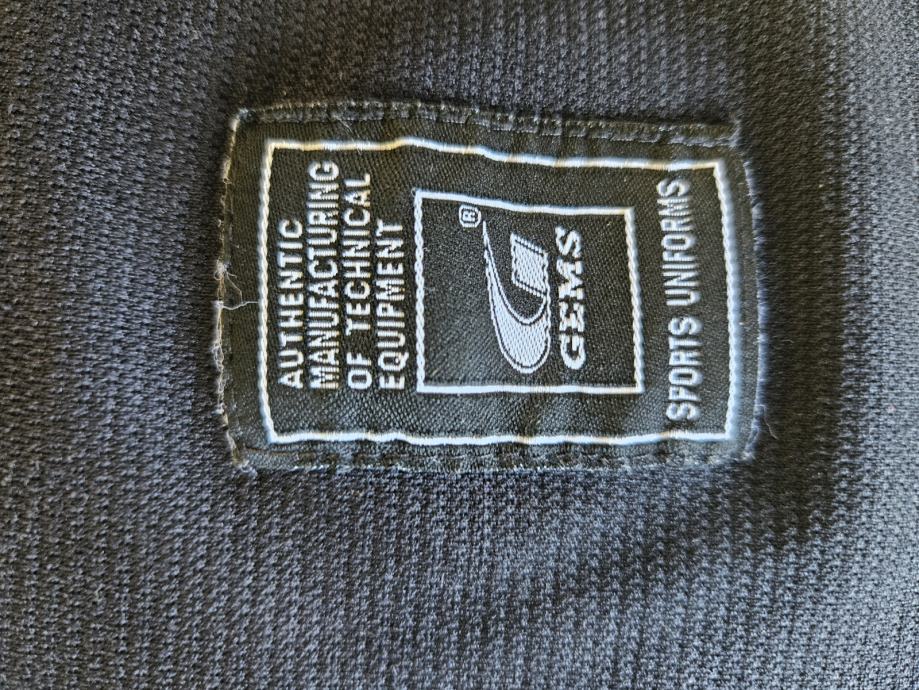 AUTHENTIC
MANUFACTURING
OF TECHNICAL
EQUIPMENT
®
GEMS
SPORTS UNIFORMS